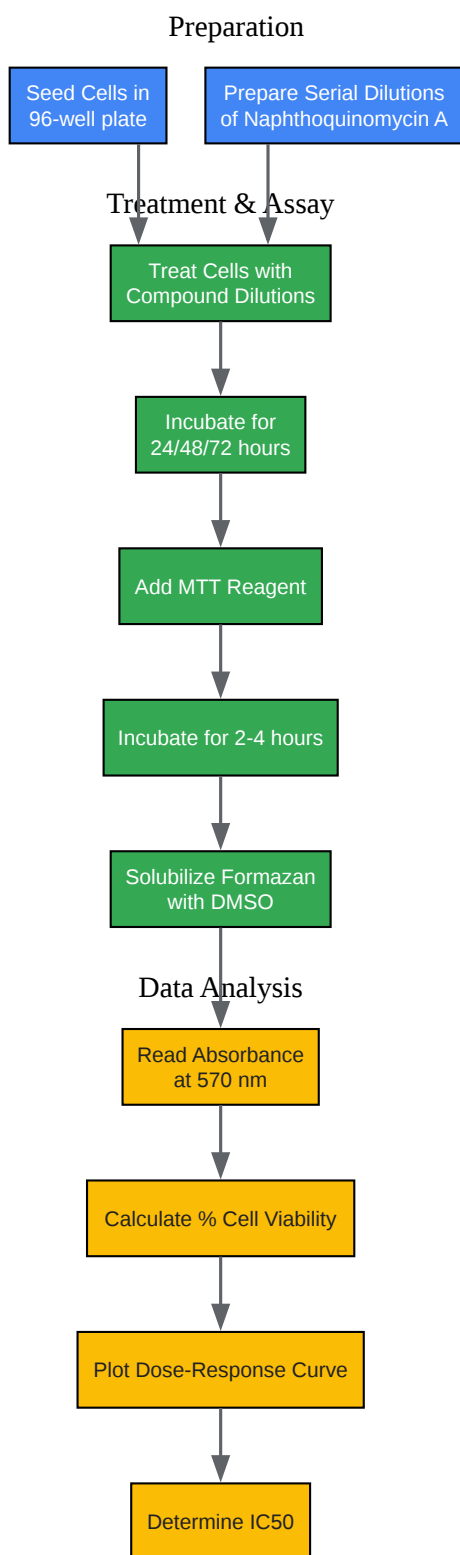 Preparation
Seed Cells in
96-well plate
Prepare Serial Dilutions
of Naphthoquinomycin A
Treatment & Assay
Treat Cells with
Compound Dilutions
Incubate for
24/48/72 hours
Add MTT Reagent
Incubate for 2-4 hours
Solubilize Formazan
with DMSO
Data Analysis
Read Absorbance
at 570 nm
Calculate % Cell Viability
Plot Dose-Response Curve
Determine IC50